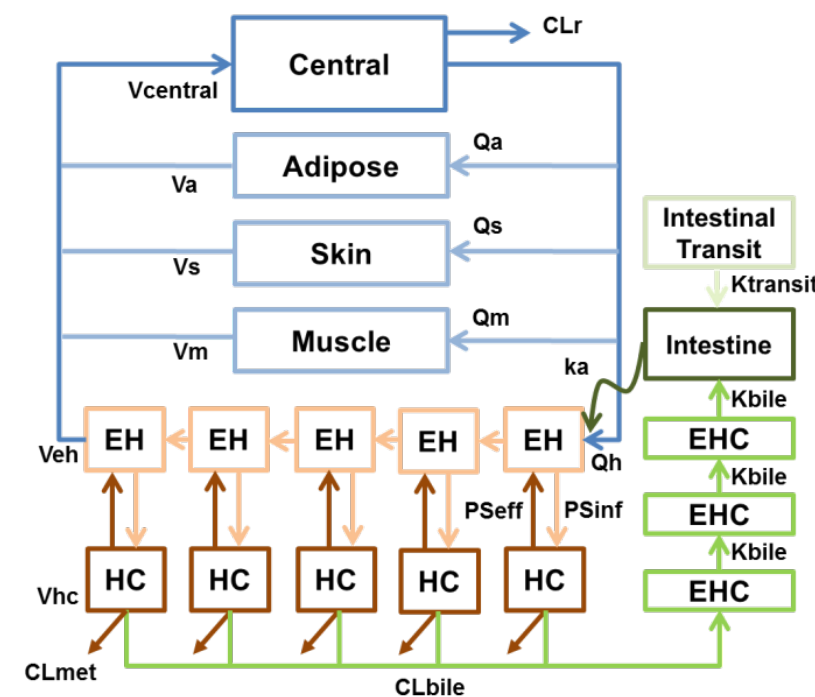 CLr
Central
Vcentral
Qa
Adipose
Va
Intestinal
Transit
Qs
Skin
Vs
Ktransit
Qm
Muscle
Vm
Intestine
ka
Kbile
EH EH EH EH EH
Veh
Qh
EHC
Kbile
PSeff PSinf
EHC
Kbile
HC HC HC HC HC
Vhc
EHC
CLmet
CLbile